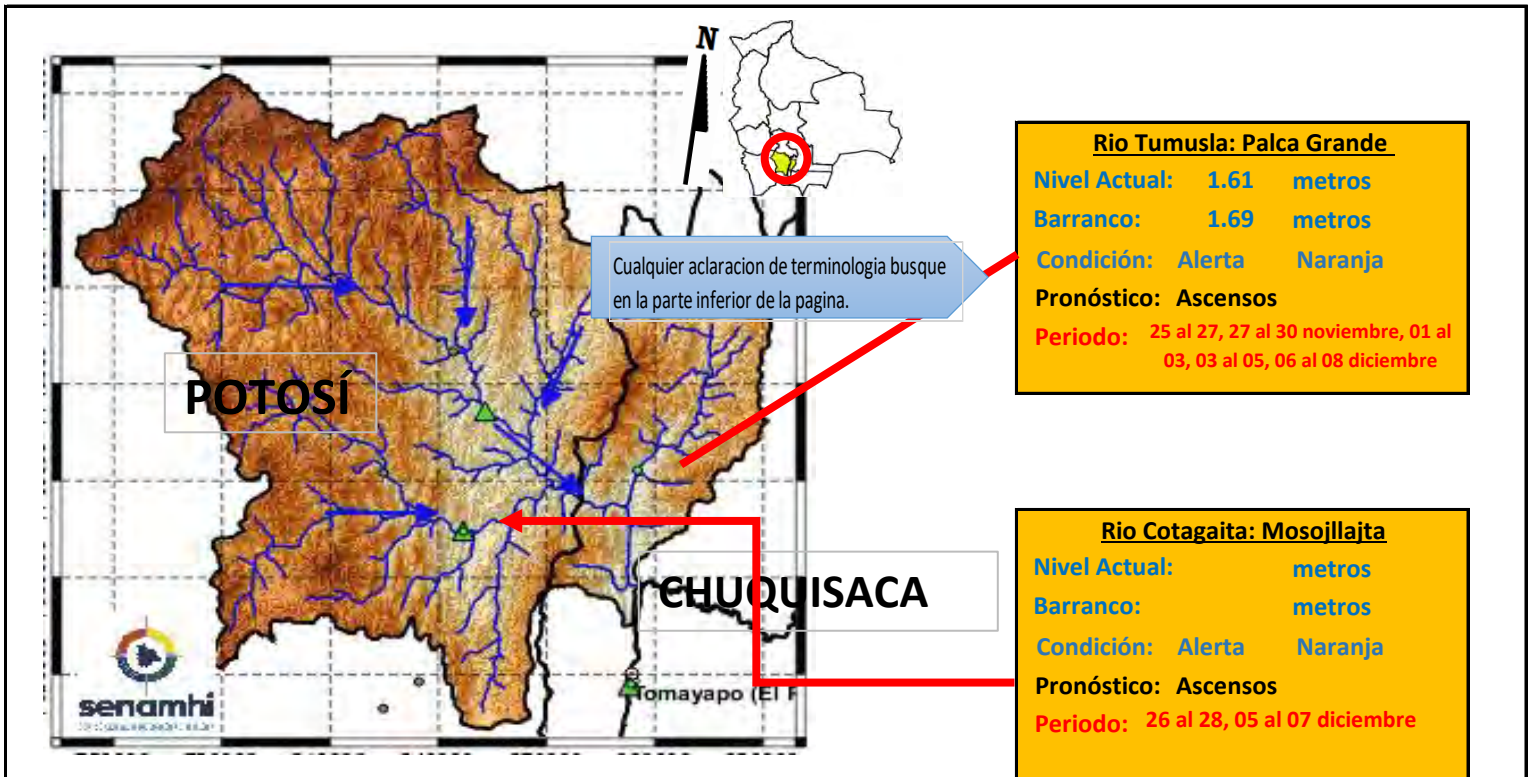 N
Cualquier aclaracion de terminologia busque
en la parte inferior de la pagina.
POTOSÍ
CHUQUISACA
senamhi
Tomayapo (El
Rio Tumusla: Palca Grande
Nivel Actual: 1.61 metros
Barranco: 1.69 metros
Condición: Alerta Naranja
Pronóstico: Ascensos
Periodo: 25 al 27, 27 al 30 noviembre, 01 al
03, 03 al 05, 06 al 08 diciembre
Rio Cotagaita: Mosojllajta
Nivel Actual: metros
Barranco: metros
Condición: Alerta Naranja
Pronóstico: Ascensos
Periodo: 26 al 28, 05 al 07 diciembre